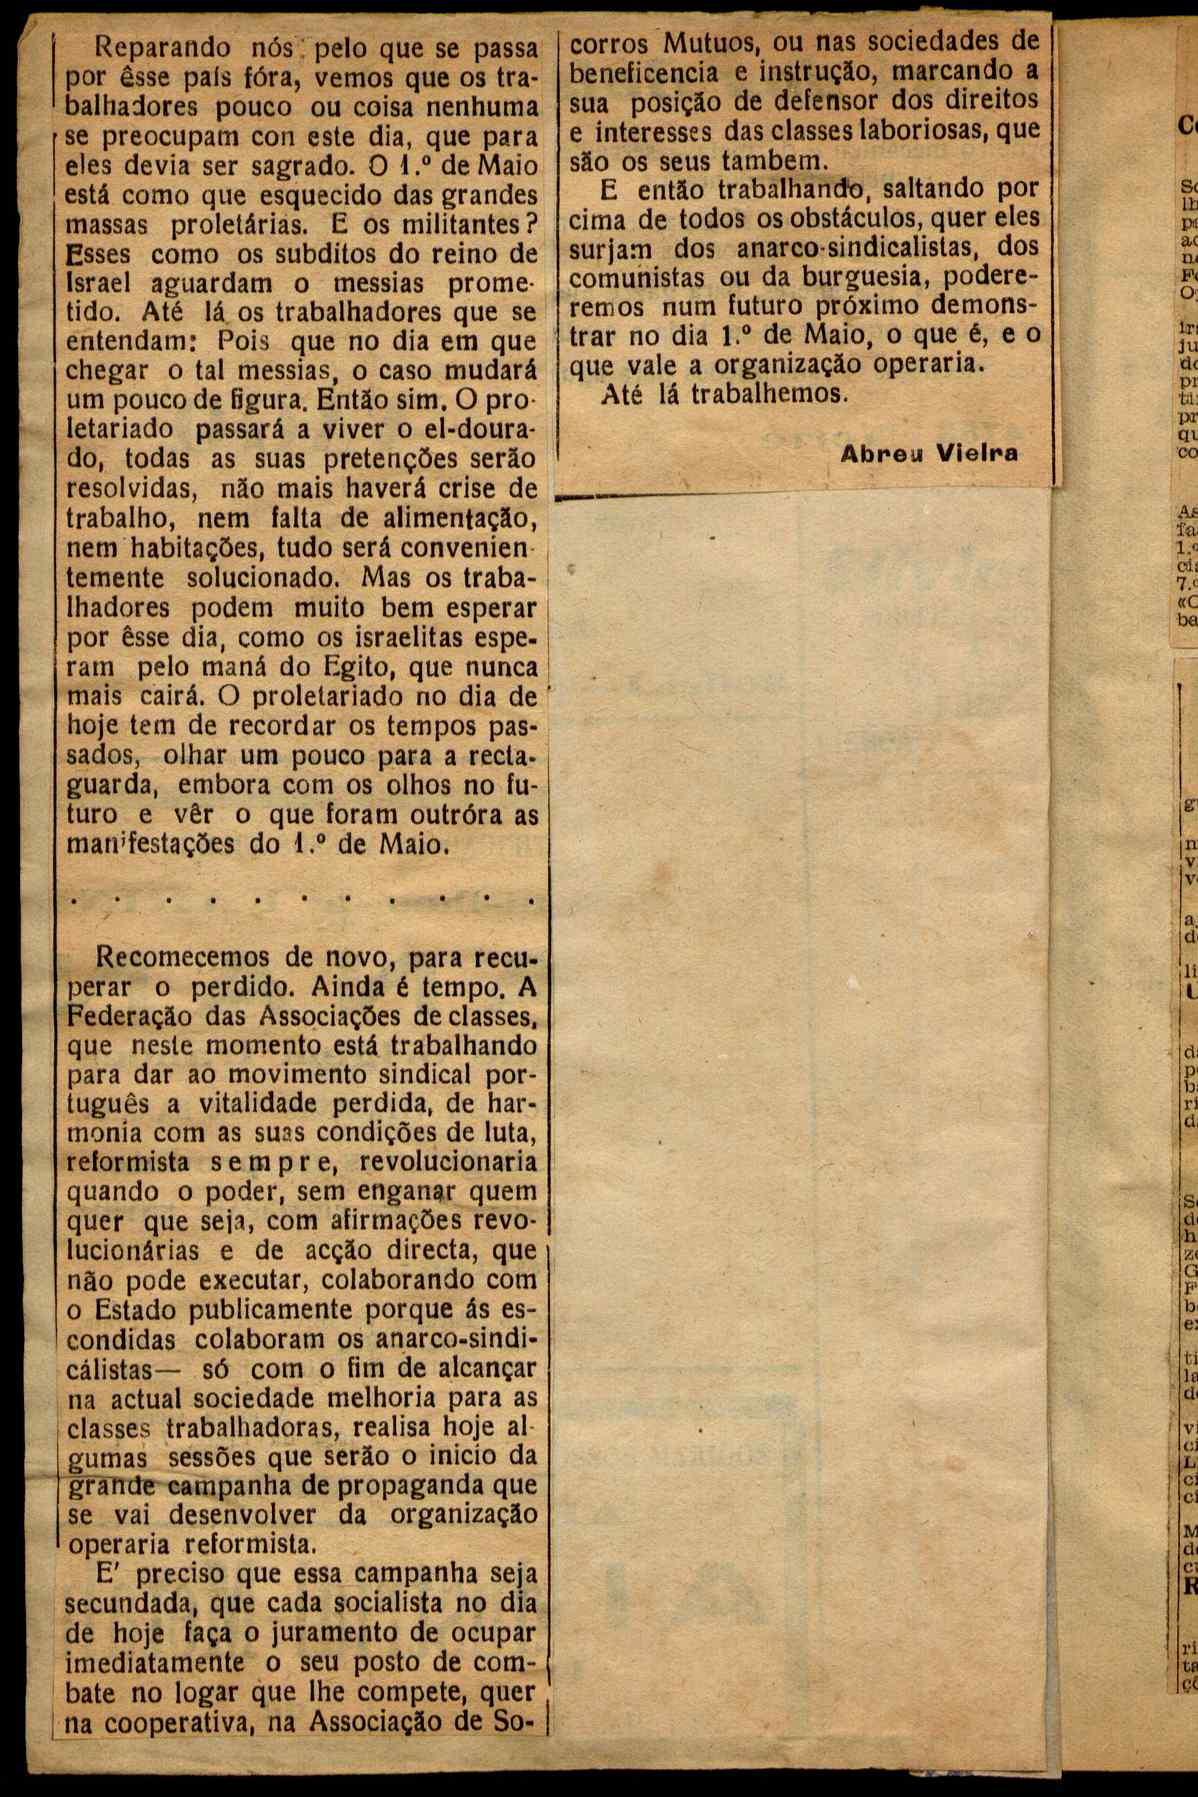 Reparando nós pelo que se passa
por êsse país fóra, vemos que os tra-
balhadores pouco ou coisa nenhuma
se preocupam con este dia, que para
eles devia ser sagrado. O 1.º de Maio
está como que esquecido das grandes
massas proletárias. E os militantes?
Esses como os subditos do reino de
Israel aguardam o messias prome-
tido. Até lá os trabalhadores que se
entendam: Pois que no dia em que
chegar o tal messias, o caso mudará
um pouco de figura. Então sim. O pro-
letariado passará a viver o el-doura-
do, todas as suas pretenções serão
resolvidas, não mais haverá crise de
trabalho, nem falta de alimentação,
nem habitações, tudo será convenien-
temente solucionado. Mas os traba-
lhadores podem muito bem esperar
por êsse dia, como os israelitas espe-
ram pelo maná do Egito, que nunca
mais cairá. O proletariado no dia de
hoje tem de recordar os tempos pas-
sados, olhar um pouco para a recta-
guarda, embora com os olhos no fu-
turo e vêr o que foram outróra as
manifestações do 1.º de Maio.
. . . . . . . . . . .
Recomecemos de novo, para recu-
perar o perdido. Ainda é tempo. A
Federação das Associações de classes,
que neste momento está trabalhando
para dar ao movimento sindical por-
tuguês a vitalidade perdida, de har-
monia com as suas condições de luta,
reformista sempre, revolucionaria
quando o poder, sem enganar quem
quer que seja, com afirmações revo-
lucionárias e de acção directa, que
não pode executar, colaborando com
o Estado publicamente porque ás es-
condidas colaboram os anarco-sindi-
cálistas— só com o fim de alcançar
na actual sociedade melhoria para as
classes trabalhadoras, realisa hoje al-
gumas sessões que serão o inicio da
grande campanha de propaganda que
se vai desenvolver da organização
operaria reformista.
E' preciso que essa campanha seja
secundada, que cada socialista no dia
de hoje faça o juramento de ocupar
imediatamente o seu posto de com-
bate no logar que lhe compete, quer
na cooperativa, na Associação de So-
corros Mutuos, ou nas sociedades de
beneficencia e instrução, marcando a
sua posição de defensor dos direitos
e interesses das classes laboriosas, que
são os seus tambem.
E então trabalhando, saltando por
cima de todos os obstáculos, quer eles
surjam dos anarco-sindicalistas, dos
comunistas ou da burguesia, podere-
remos num futuro próximo demons-
trar no dia 1.º de Maio, o que é, e o
que vale a organização operaria.
Até lá trabalhemos.
Abreu Vieira